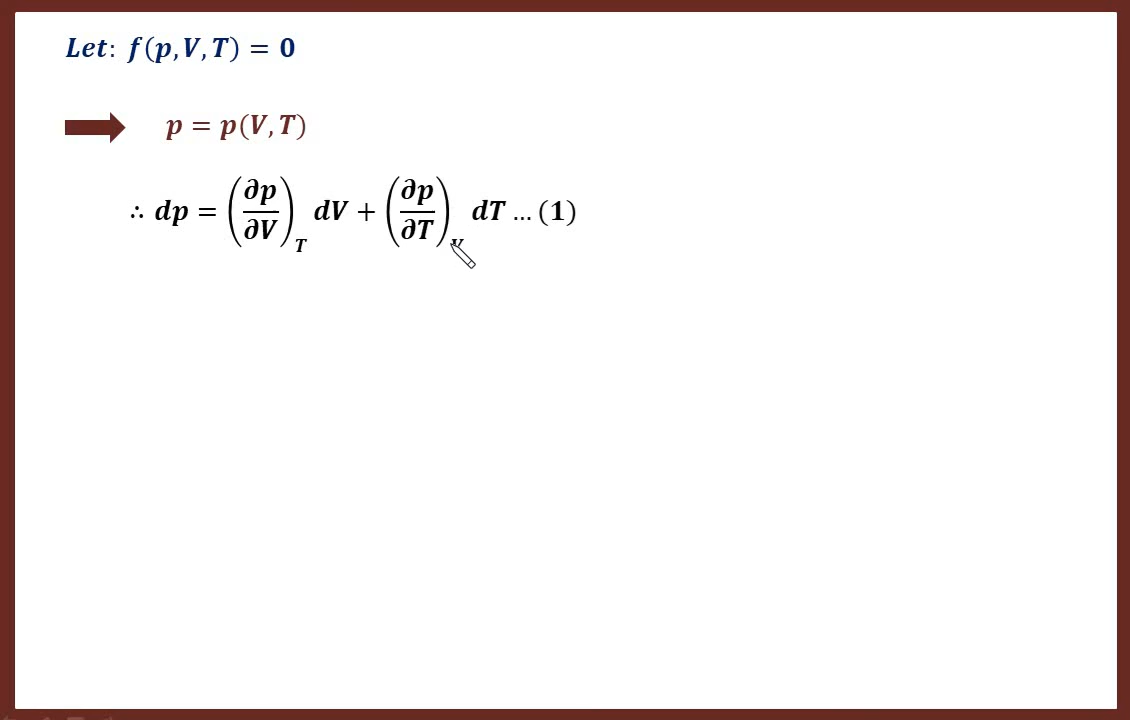 Let: f(p, V, T) = 0
p = p(V, T)
∴ dp = (∂p/∂V)_T dV + (∂p/∂T)_V dT … (1)